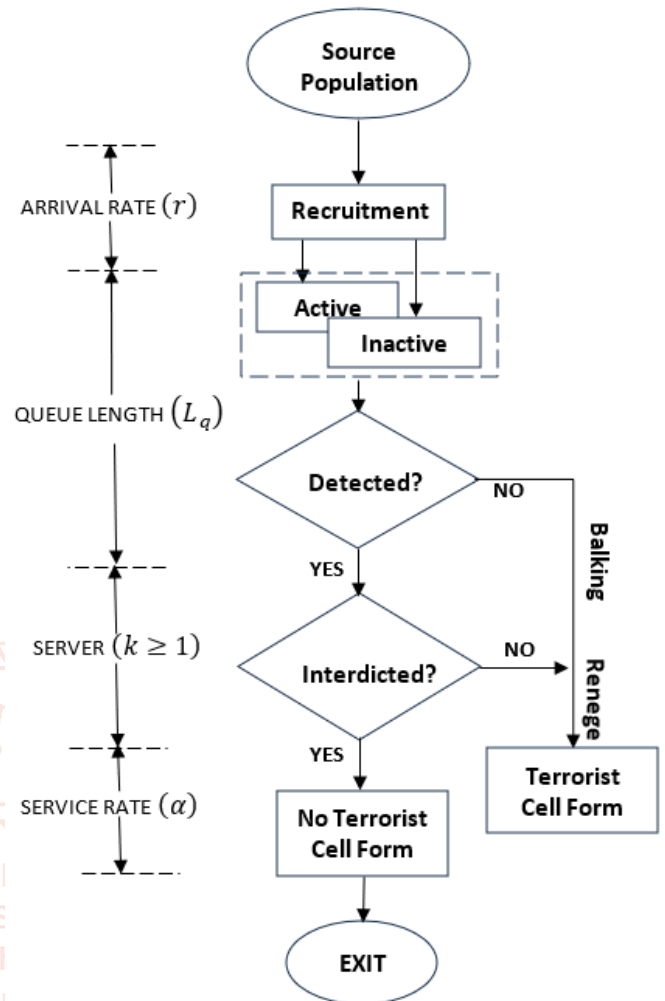 Source
Population
ARRIVAL RATE (r)
Recruitment
Active
Inactive
QUEUE LENGTH (L_q)
Detected?
NO
Balking
YES
SERVER (k ≥ 1)
Interdicted?
NO
Renege
YES
Terrorist
Cell Form
SERVICE RATE (α)
No Terrorist
Cell Form
EXIT